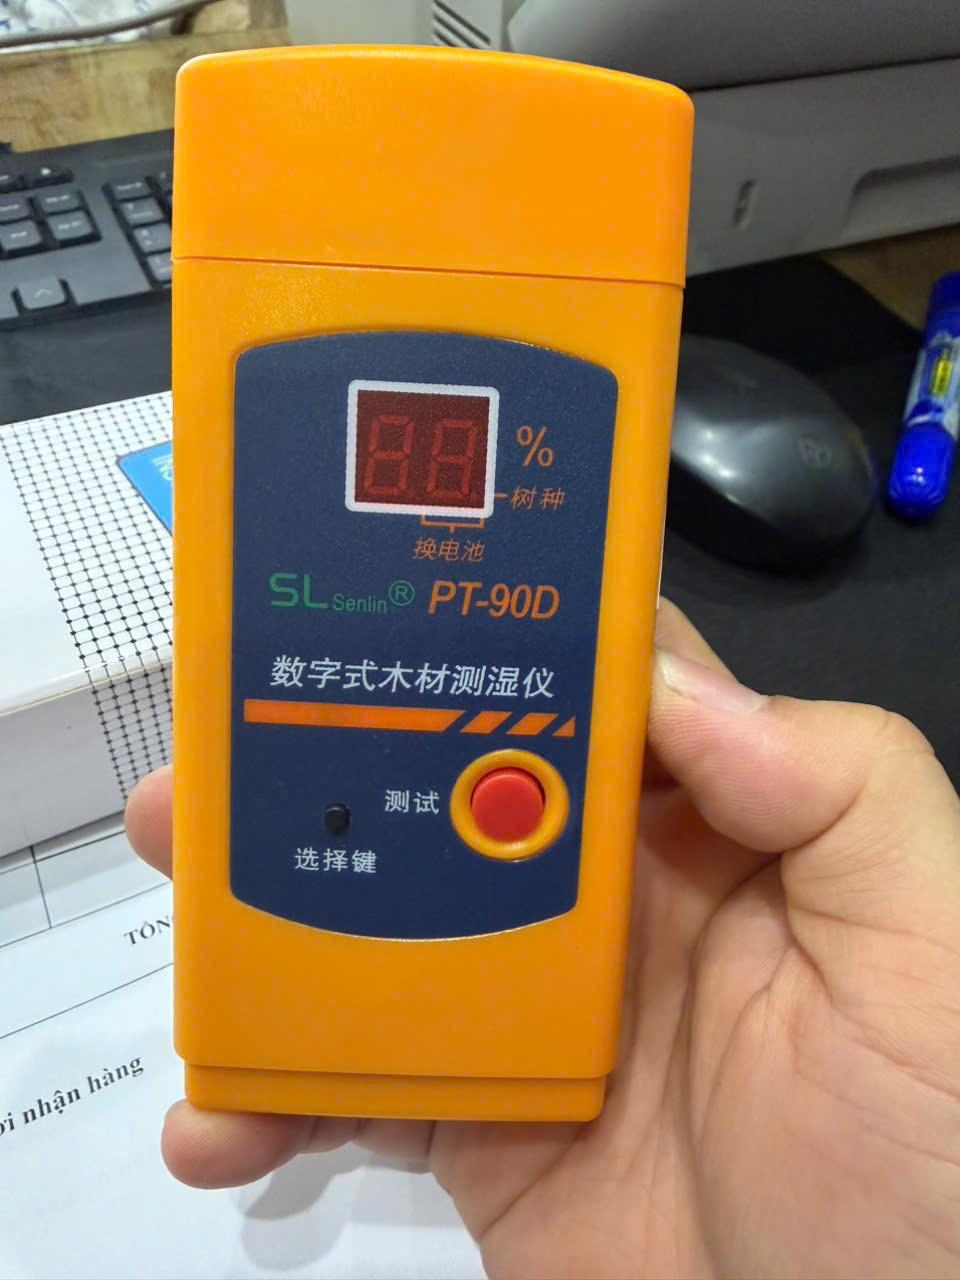 %
树种
换电池
SL Senlin® PT-90D
数字式木材测湿仪
测试
选择键
TÔN
nhận hàng